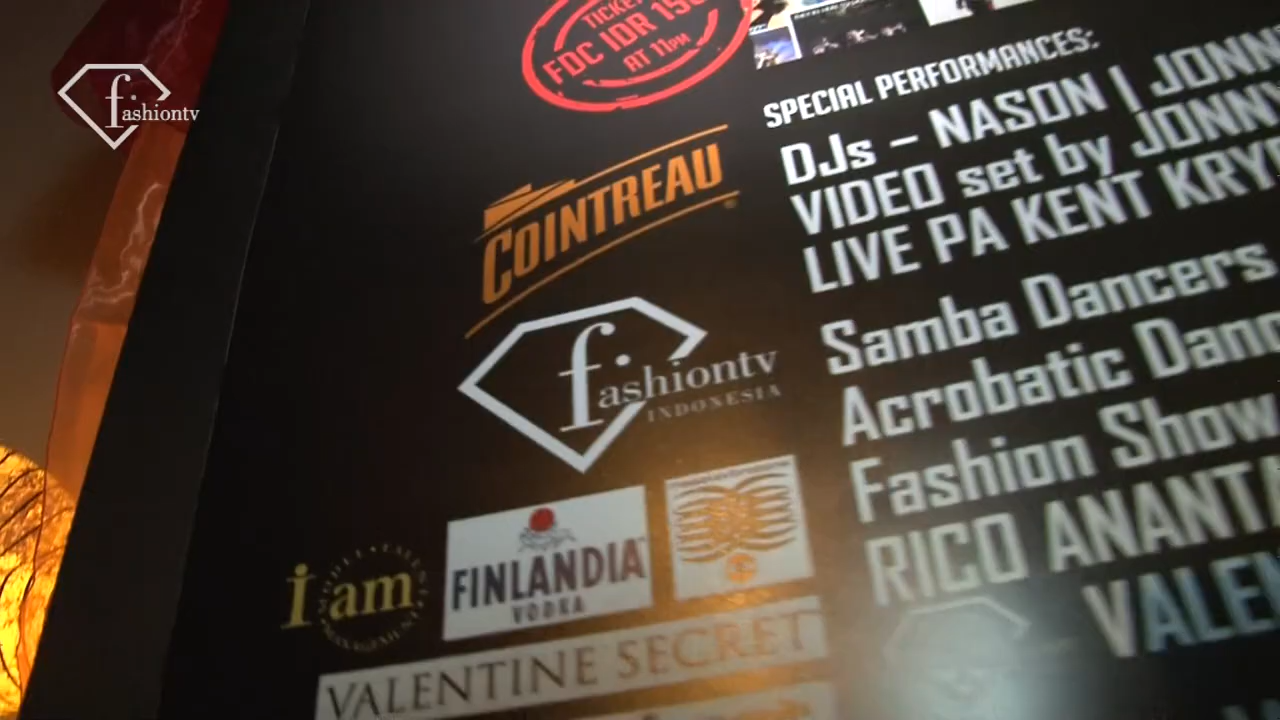 fashiontv
TICKET
FDC IDR 150
AT 11PM
SPECIAL PERFORMANCES:
DJs – NASON | JONN
VIDEO set by JONNY
LIVE PA KENT KRYP
Samba Dancers
Acrobatic Danc
Fashion Show
RICO ANANTA
VALEN
COINTREAU
fashiontv
INDONESIA
I am
FINLANDIA
VODKA
VALENTINE SECRET